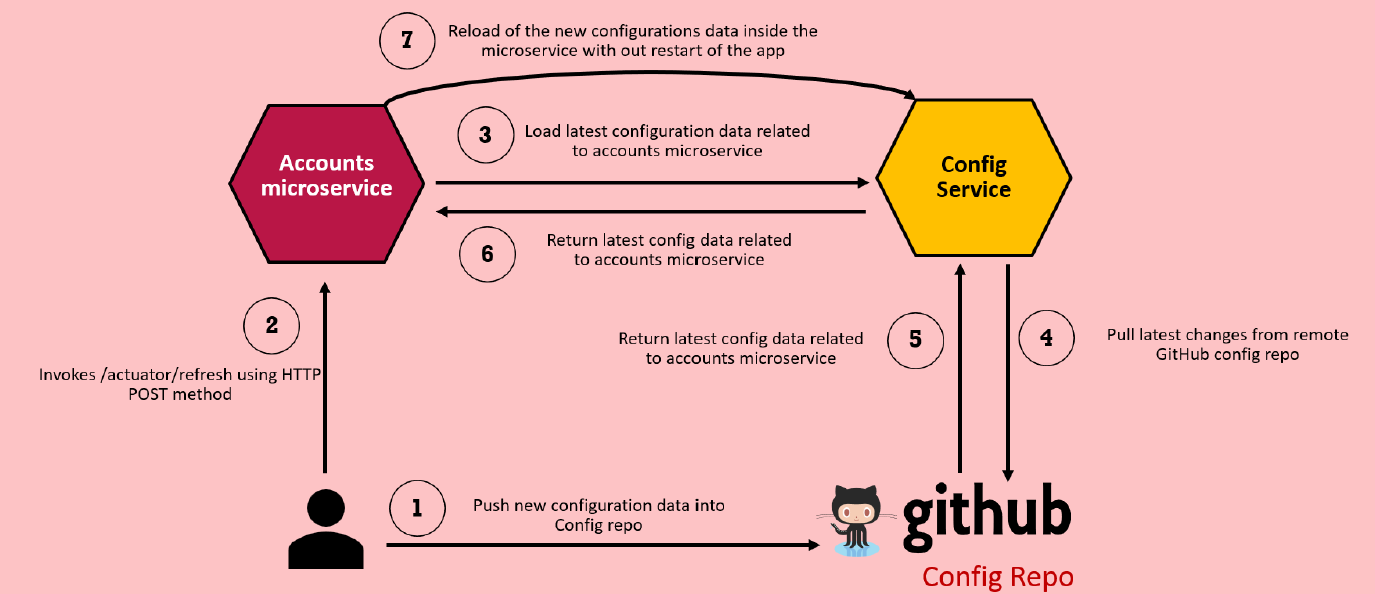 7
Reload of the new configurations data inside the
microservice with out restart of the app
3
Load latest configuration data related
to accounts microservice
Accounts
microservice
Config
Service
6
Return latest config data related
to accounts microservice
2
Invokes /actuator/refresh using HTTP
POST method
Return latest config data related
to accounts microservice
5
4
Pull latest changes from remote
GitHub config repo
1
Push new configuration data into
Config repo
github
Config Repo